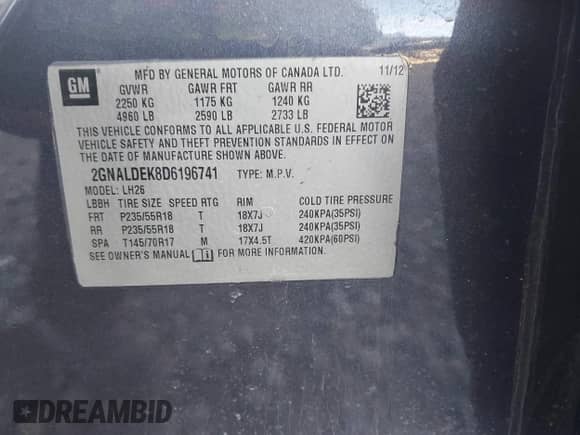 GM
MFD BY GENERAL MOTORS OF CANADA LTD. 11/12
GVWR GAWR FRT GAWR RR
2250 KG 1175 KG 1240 KG
4960 LB 2590 LB 2733 LB
THIS VEHICLE CONFORMS TO ALL APPLICABLE U.S. FEDERAL MOTOR
VEHICLE SAFETY AND THEFT PREVENTION STANDARDS IN EFFECT ON
THE DATE OF MANUFACTURE SHOWN ABOVE.
2GNALDEK8D6196741 TYPE: M.P.V.
MODEL: LH26
LBBH TIRE SIZE SPEED RTG RIM COLD TIRE PRESSURE
FRT P235/55R18 T 18X7J 240KPA(35PSI)
RR P235/55R18 T 18X7J 240KPA(35PSI)
SPA T145/70R17 M 17X4.5T 420KPA(60PSI)
SEE OWNER'S MANUAL FOR MORE INFORMATION.
DREAMBID